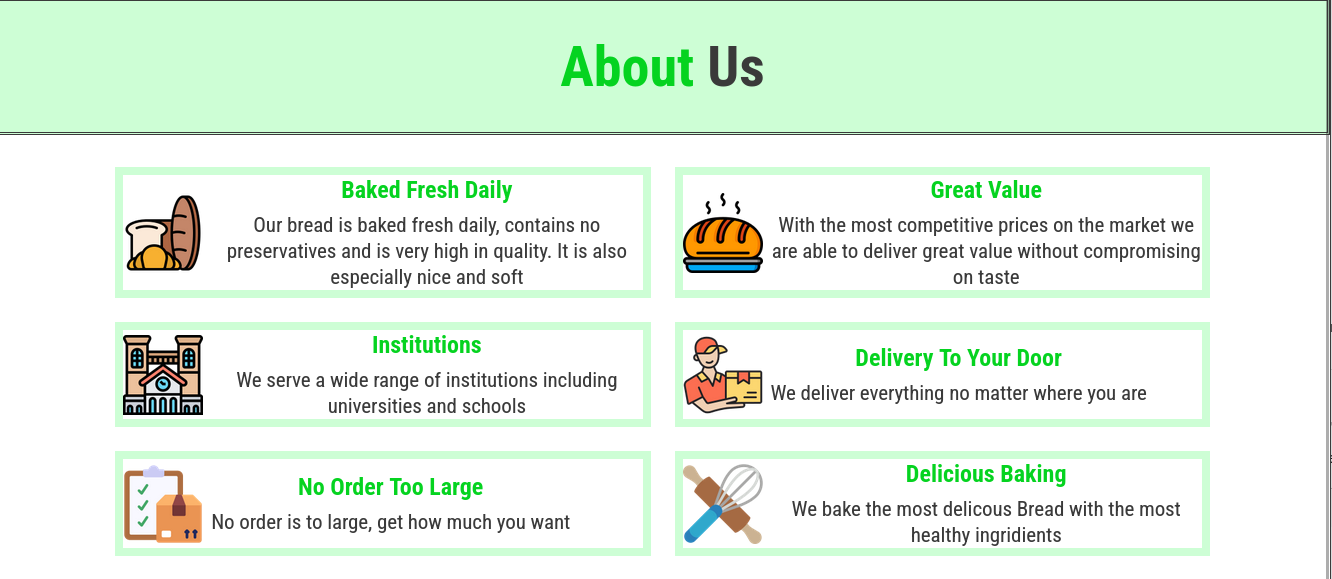 About Us
Baked Fresh Daily
Our bread is baked fresh daily, contains no
preservatives and is very high in quality. It is also
especially nice and soft
Great Value
With the most competitive prices on the market we
are able to deliver great value without compromising
on taste
Institutions
We serve a wide range of institutions including
universities and schools
Delivery To Your Door
We deliver everything no matter where you are
No Order Too Large
No order is to large, get how much you want
Delicious Baking
We bake the most delicous Bread with the most
healthy ingridients